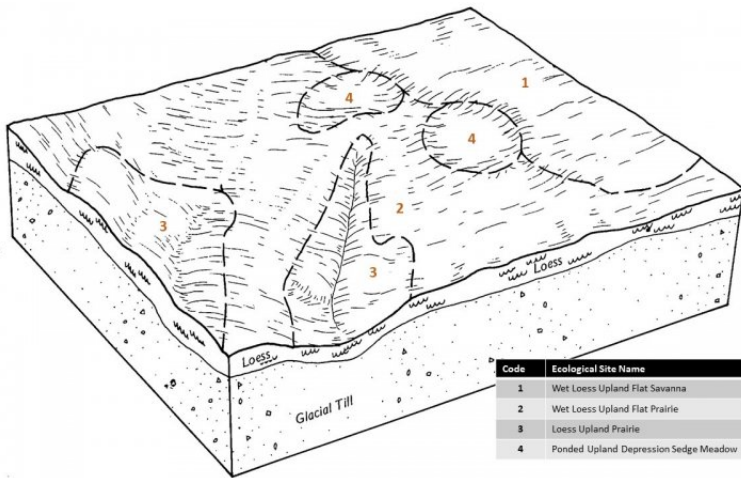 4
1
4
3
2
3
Loess
Loess
Glacial Till
Code Ecological Site Name
1 Wet Loess Upland Flat Savanna
2 Wet Loess Upland Flat Prairie
3 Loess Upland Prairie
4 Ponded Upland Depression Sedge Meadow